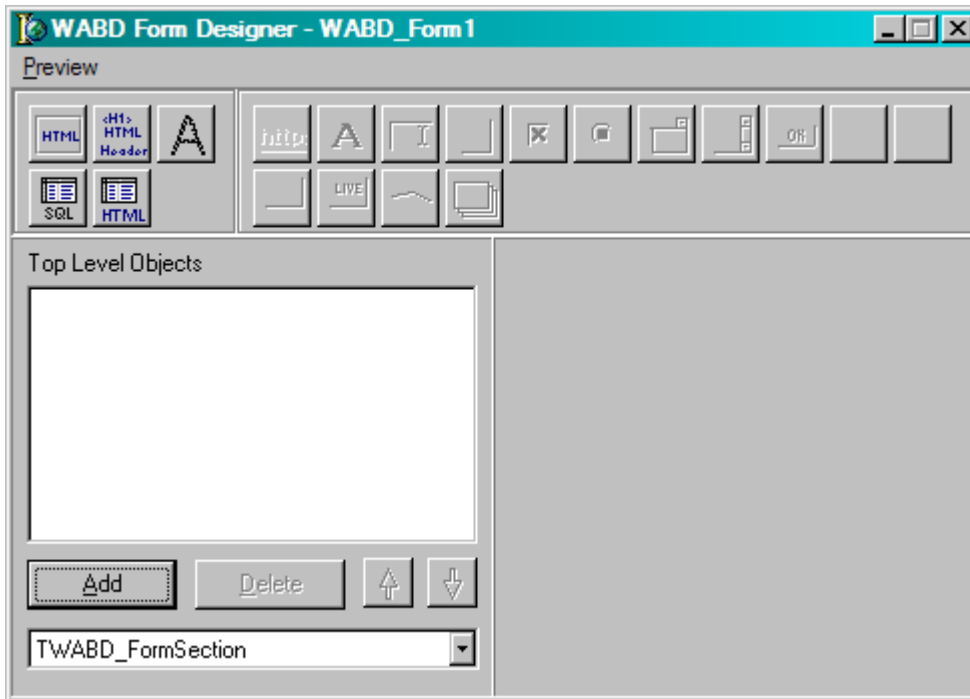 WABD Form Designer - WABD_Form1
Preview
HTML
<H1>
HTML
Header
A
http:
A
OK
SQL
HTML
LIVE
Top Level Objects
Add
Delete
TWABD_FormSection